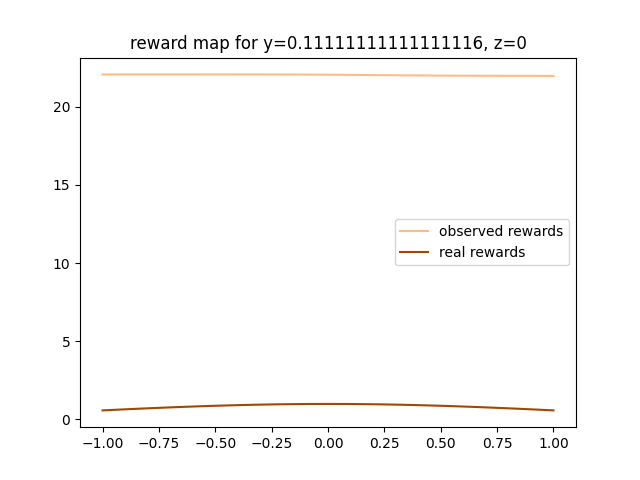 reward map for y=0.11111111111111116, z=0
20
15
10
5
0
observed rewards
real rewards
−1.00 −0.75 −0.50 −0.25 0.00 0.25 0.50 0.75 1.00